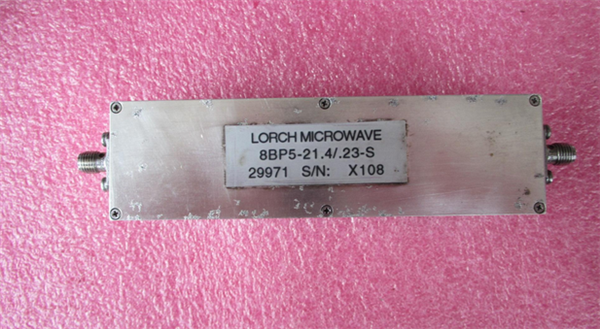 LORCH MICROWAVE
8BP5-21.4/.23-S
29971 S/N: X108